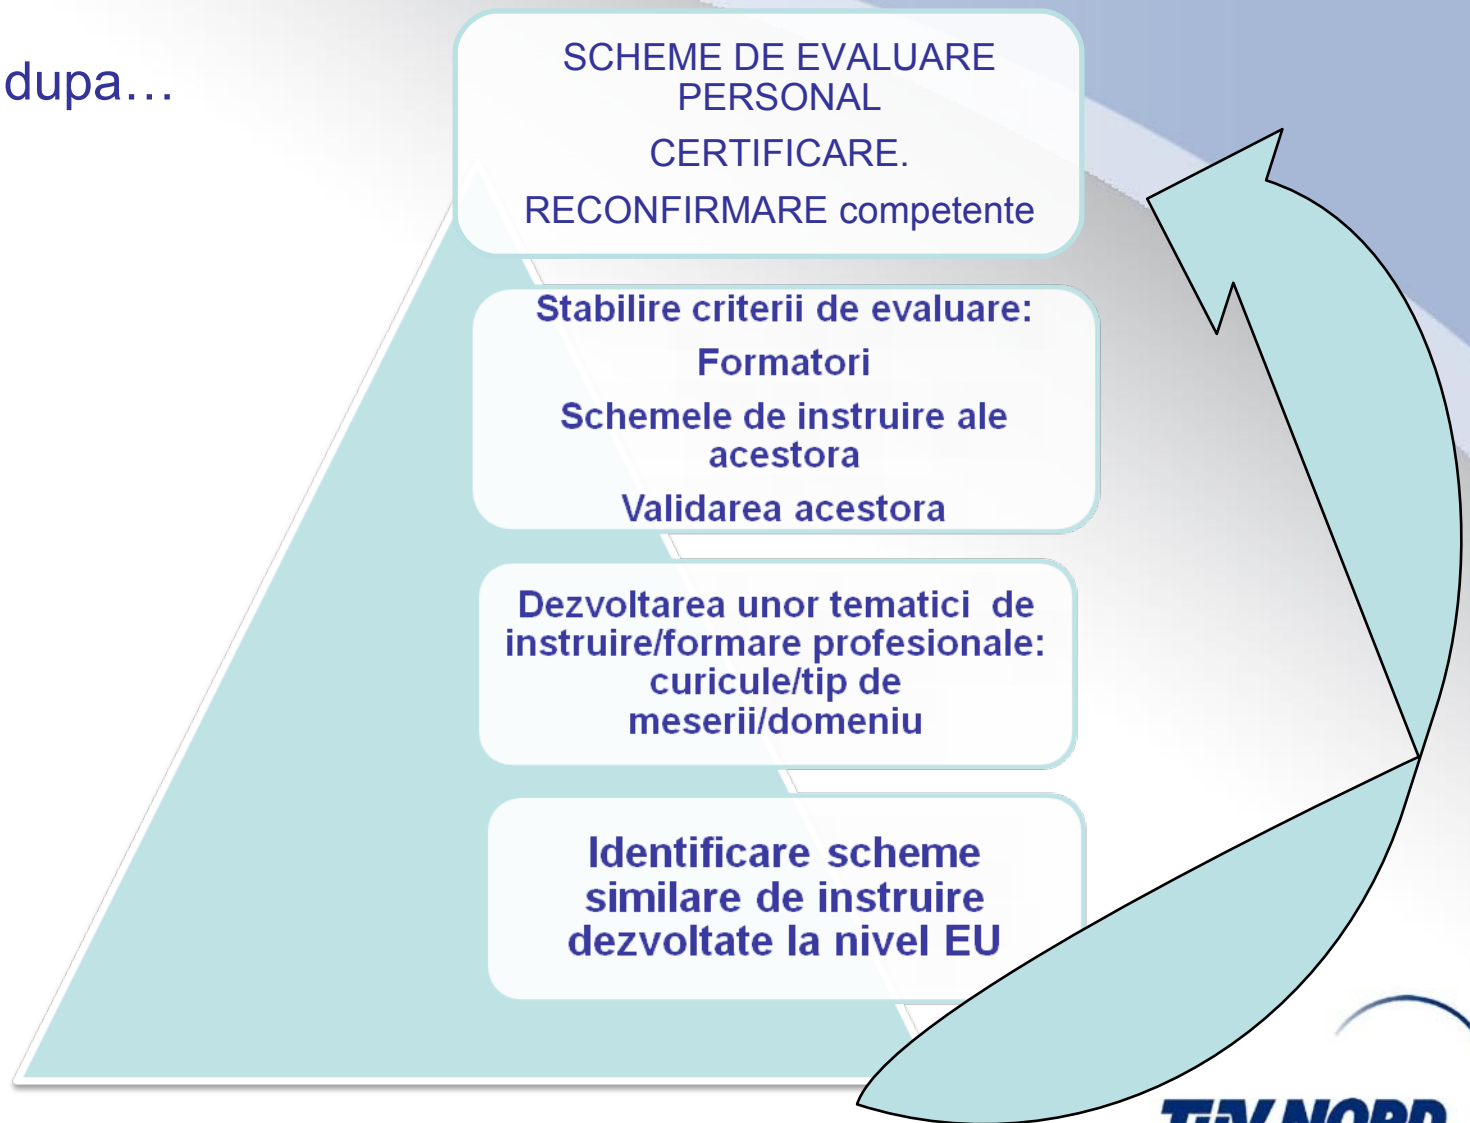 dupa…
SCHEME DE EVALUARE
PERSONAL
CERTIFICARE.
RECONFIRMARE competente
Stabilire criterii de evaluare:
Formatori
Schemele de instruire ale
acestora
Validarea acestora
Dezvoltarea unor tematici de
instruire/formare profesionale:
curicule/tip de
meserii/domeniu
Identificare scheme
similare de instruire
dezvoltate la nivel EU
TÜV NORD